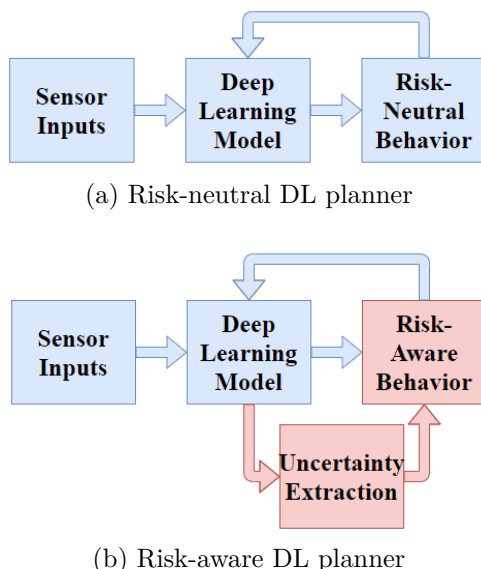 Sensor
Inputs
Deep
Learning
Model
Risk-
Neutral
Behavior
(a) Risk-neutral DL planner
Sensor
Inputs
Deep
Learning
Model
Risk-
Aware
Behavior
Uncertainty
Extraction
(b) Risk-aware DL planner